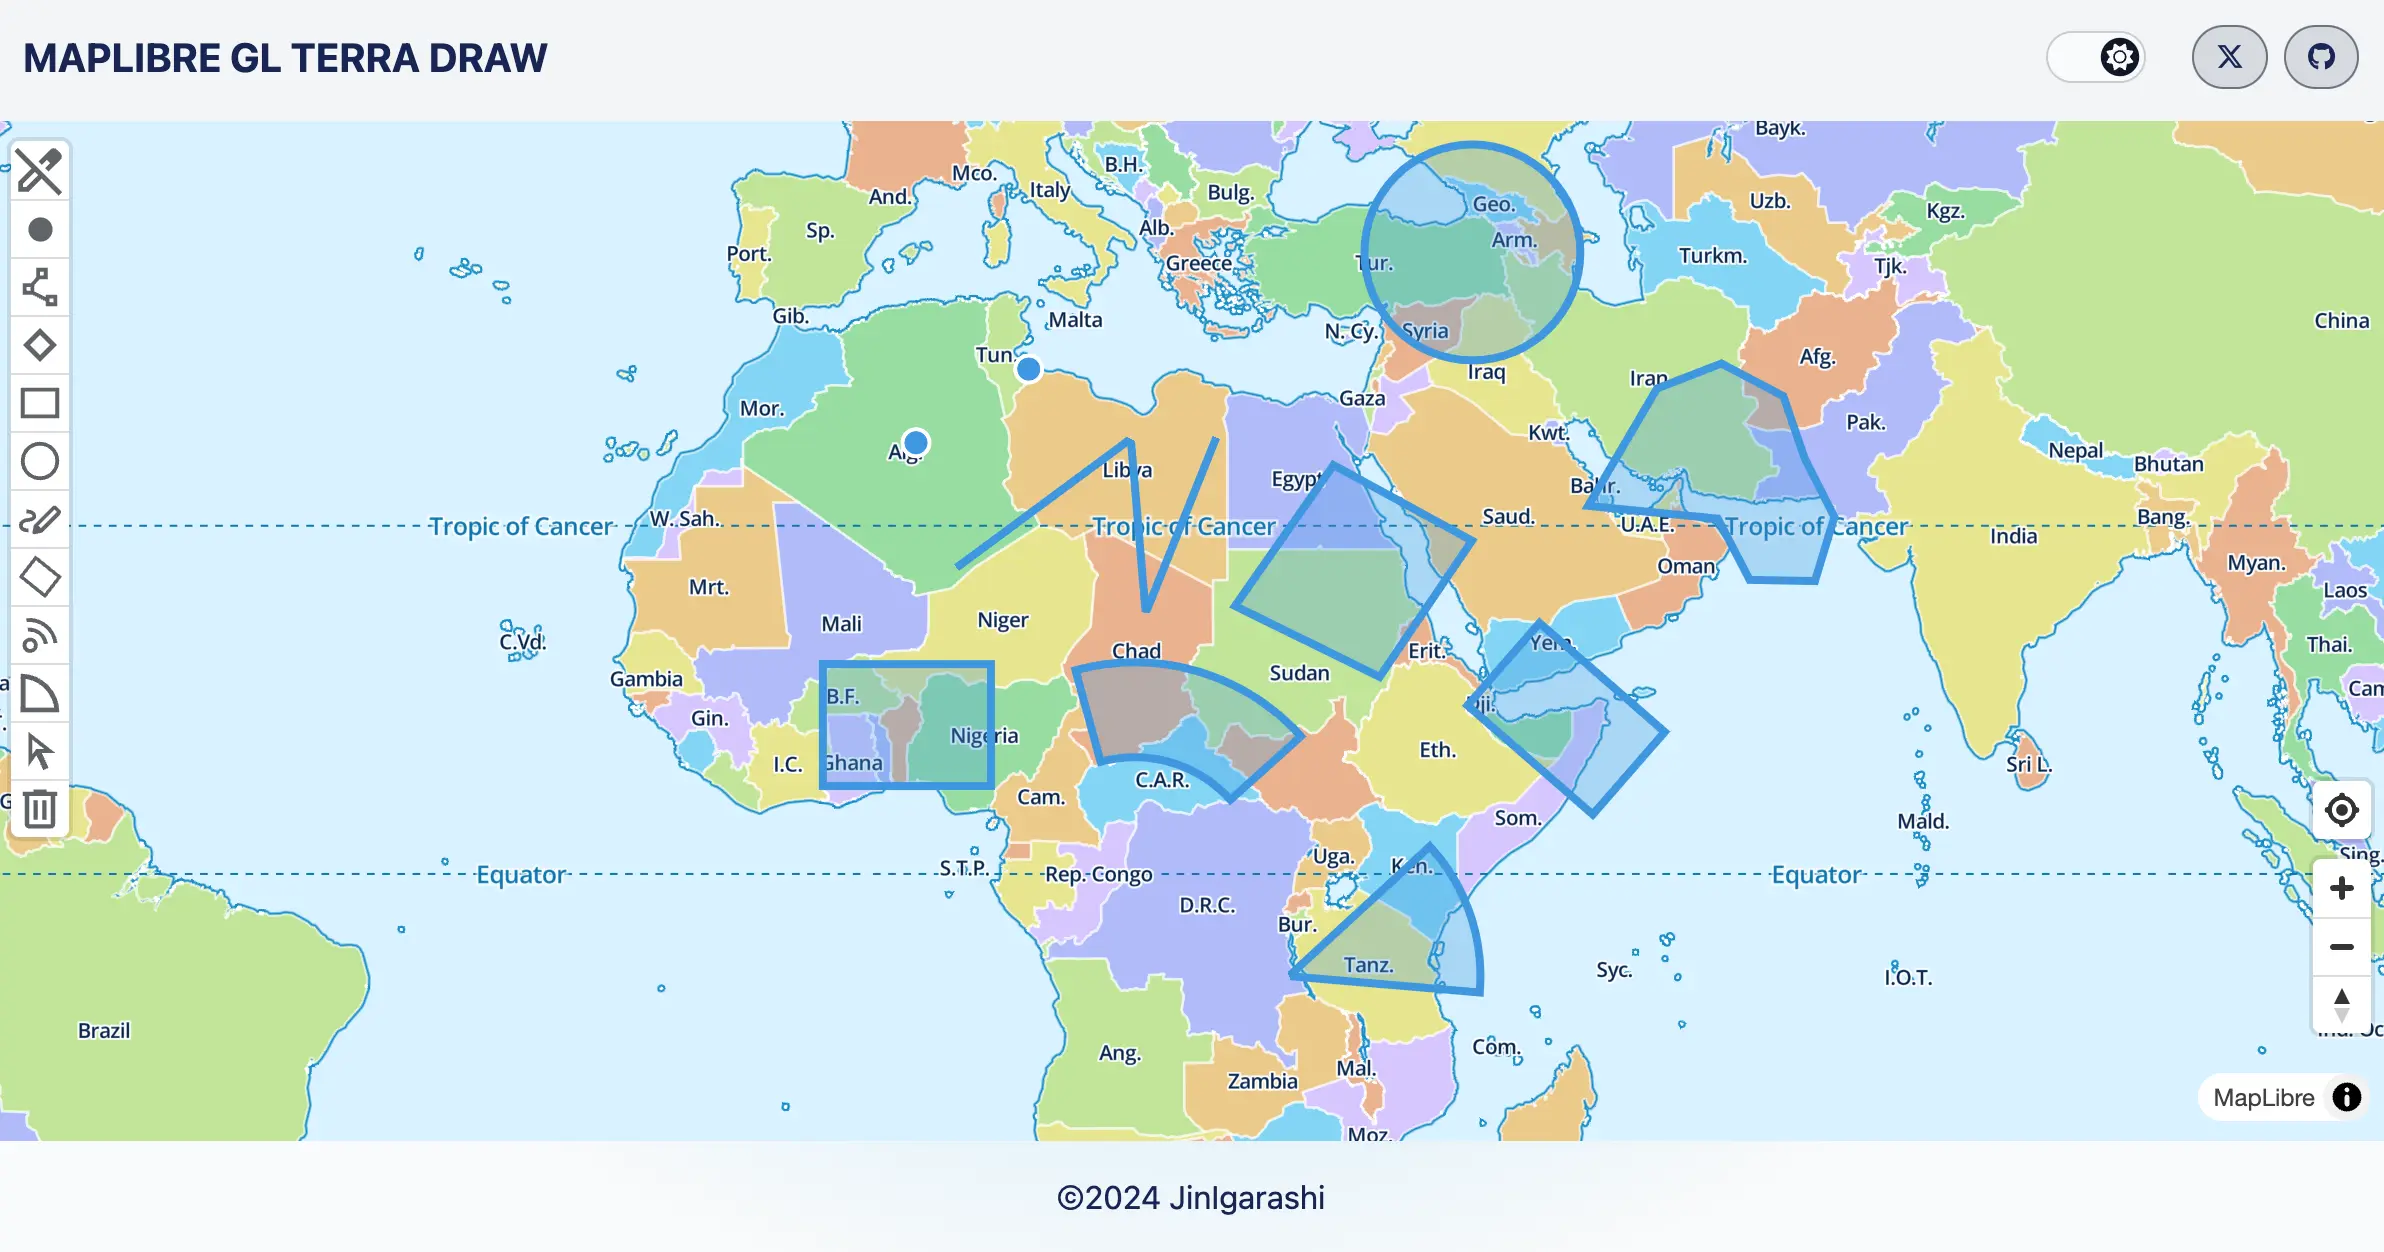 MAPLIBRE GL TERRA DRAW
Bayk.
B.H.
Mco.
Italy
And.
Bulg.
Uzb.
Geo.
Kgz.
Sp.
Alb.
Arm.
Port.
Greece
Tur.
Turkm.
Tjk.
Gib.
Malta
N. Cy.
Syria
China
Tun.
Iraq
Iran
Afg.
Mor.
Gaza
Pak.
Kwt.
Alg.
Libya
Nepal
Bhutan
Egypt
Bahr.
W. Sah.
Saud.
Bang.
Tropic of Cancer
Tropic of Cancer
U.A.E.
Tropic of Cancer
India
Oman
Myan.
Mrt.
Laos
Mali
Niger
C.Vd.
Chad
Erit.
Yem.
Thai.
Gambia
Sudan
Cam
B.F.
Dji.
Gin.
Nigeria
Eth.
I.C.
Ghana
C.A.R.
Sri L.
Cam.
Som.
Mald.
Uga.
Sing.
S.T.P.
Ken.
Equator
Rep. Congo
Equator
D.R.C.
Bur.
Tanz.
Syc.
I.O.T.
Brazil
Ang.
Com.
Mal.
Zambia
MapLibre
Moz.
©2024 JinIgarashi